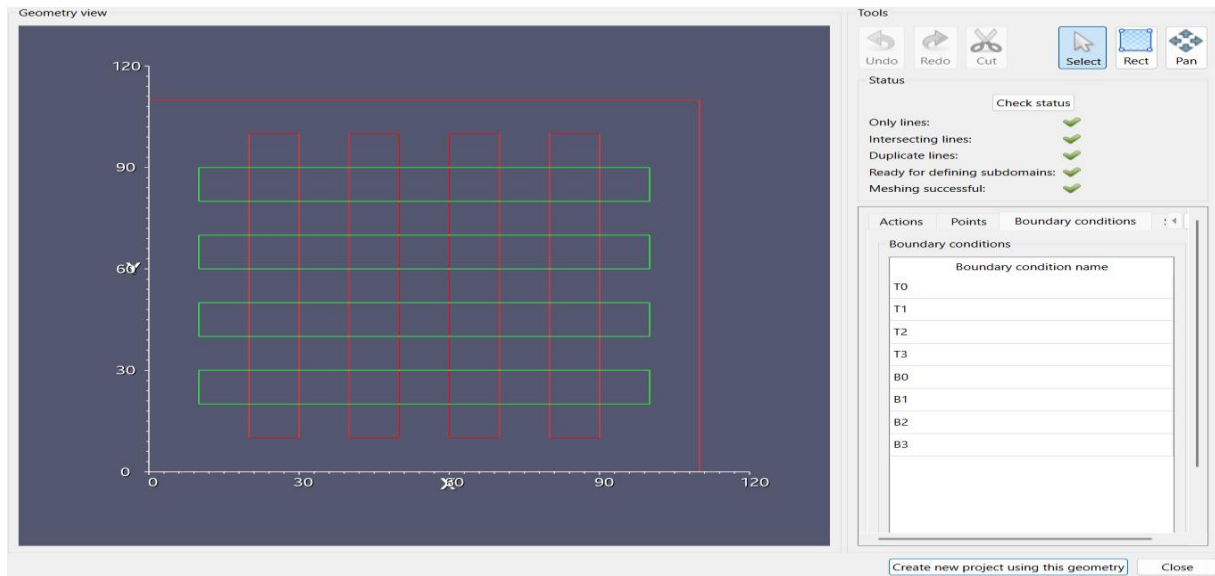 Geometry view
120
90
60
Y
30
0
0
30
X
60
90
120
Tools
Undo
Redo
Cut
Select
Rect
Pan
Status
Check status
Only lines:
Intersecting lines:
Duplicate lines:
Ready for defining subdomains:
Meshing successful:
Actions
Points
Boundary conditions
Boundary conditions
Boundary condition name
T0
T1
T2
T3
B0
B1
B2
B3
Create new project using this geometry
Close